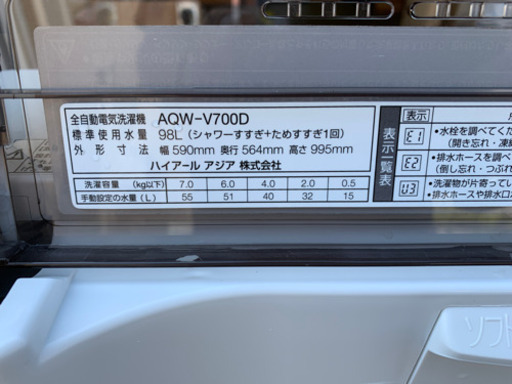 全自動電気洗濯機 AQW-V700D
標準使用水量 98L (シャワーすすぎ+ためすすぎ1回)
外形寸法 幅 590mm 奥行 564mm 高さ 995mm
ハイアール アジア 株式会社
洗濯容量 (kg以下) 7.0 6.0 4.0 2.0 0.5
手動設定の水量 (L) 55 51 40 32 15
表示一覧表
表示
E1 •水栓を調べてく
(開き忘れ・凍
E2 •排水ホースを調べ
(倒し忘れ・つぶ
U3 •洗濯物が片寄ってい
•排水ホースや排水口
ソフト